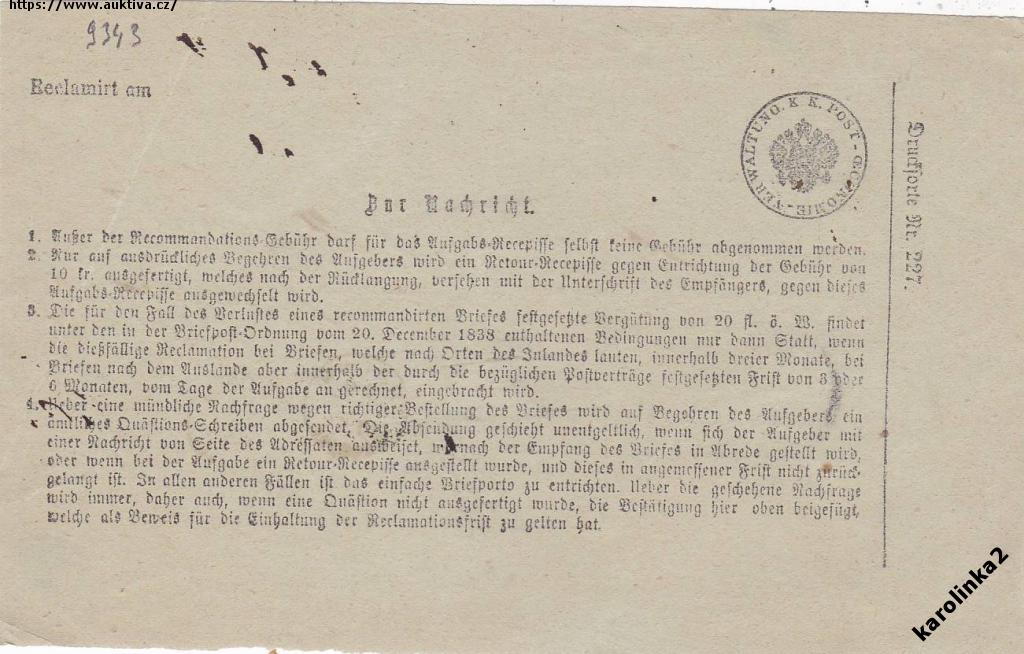 https://www.auktiva.cz/
9343
Reclamirt am
VERWALTUNG. K K. POST-ŒCONOMIE-
Drucksorte Nr. 227.
Zur Nachricht.
1. Außer der Recommandations-Gebühr darf für das Aufgabs-Recepisse selbst keine Gebühr abgenommen werden.
2. Nur auf ausdrückliches Begehren des Aufgebers wird ein Retour-Recepisse gegen Entrichtung der Gebühr von
10 kr. ausgefertigt, welches nach der Rücklangung, versehen mit der Unterschrift des Empfängers, gegen dieses
Aufgabs-Recepisse ausgewechselt wird.
3. Die für den Fall des Verlustes eines recommandirten Briefes festgesetzte Vergütung von 20 fl. ö. W. findet
unter den in der Briefpost-Ordnung vom 20. December 1838 enthaltenen Bedingungen nur dann Statt, wenn
die dießfällige Reclamation bei Briefen, welche nach Orten des Inlandes lauten, innerhalb dreier Monate, bei
Briefen nach dem Auslande aber innerhalb der durch die bezüglichen Postverträge festgesetzten Frist von 3 oder
6 Monaten, vom Tage der Aufgabe an gerechnet, eingebracht wird.
4. Ueber eine mündliche Nachfrage wegen richtiger Bestellung des Briefes wird auf Begehren des Aufgebers ein
ämtliches Quästions-Schreiben abgesendet. Die Absendung geschieht unentgeltlich, wenn sich der Aufgeber mit
einer Nachricht von Seite des Adressaten ausweiset, wornach der Empfang des Briefes in Abrede gestellt wird,
oder wenn bei der Aufgabe ein Retour-Recepisse ausgestellt wurde, und dieses in angemessener Frist nicht zurück-
gelangt ist. In allen anderen Fällen ist das einfache Briefporto zu entrichten. Ueber die geschehene Nachfrage
wird immer, daher auch, wenn eine Quästion nicht ausgefertigt wurde, die Bestätigung hier oben beigefügt,
welche als Beweis für die Einhaltung der Reclamationsfrist zu gelten hat.
karolinka2